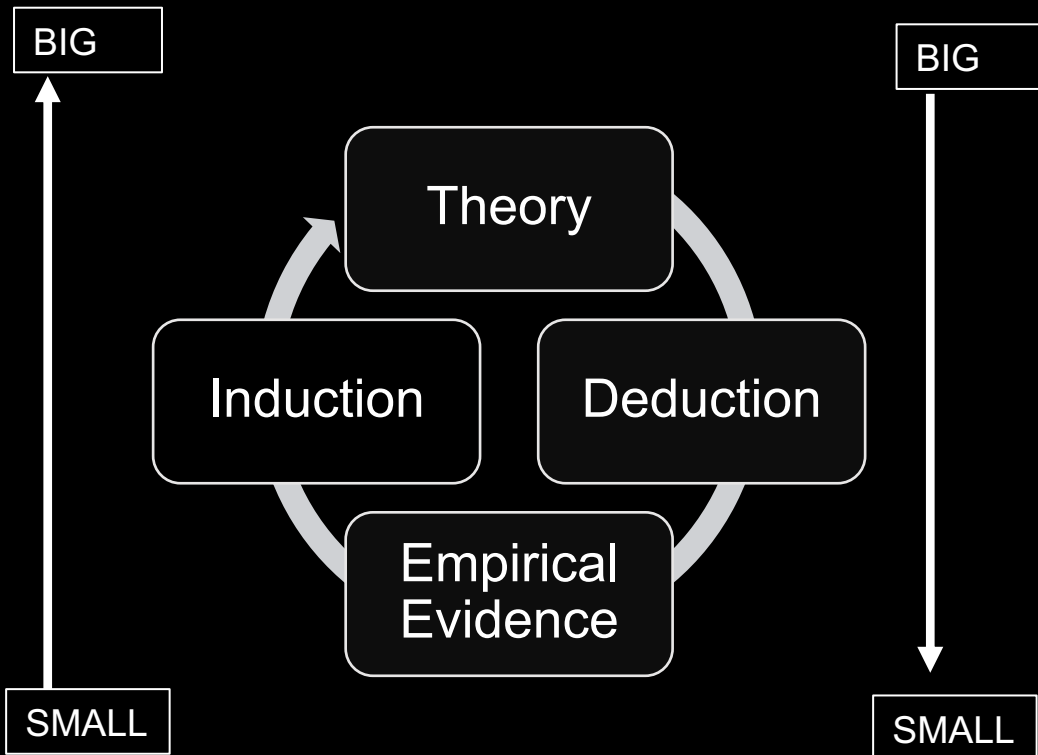 BIG
BIG
Theory
Induction
Deduction
Empirical
Evidence
SMALL
SMALL